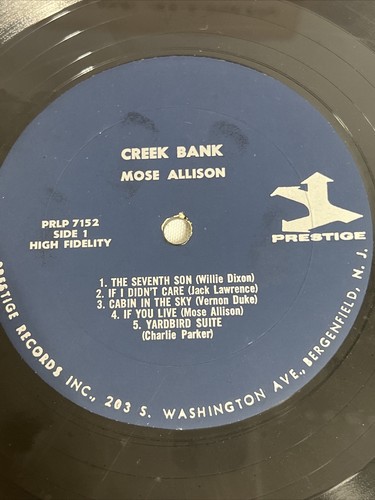 CREEK BANK
MOSE ALLISON
PRLP 7152
SIDE 1
HIGH FIDELITY
PRESTIGE
1. THE SEVENTH SON (Willie Dixon)
2. IF I DIDN'T CARE (Jack Lawrence)
3. CABIN IN THE SKY (Vernon Duke)
4. IF YOU LIVE (Mose Allison)
5. YARDBIRD SUITE
(Charlie Parker)
PRESTIGE RECORDS INC., 203 S. WASHINGTON AVE., BERGENFIELD, N. J.